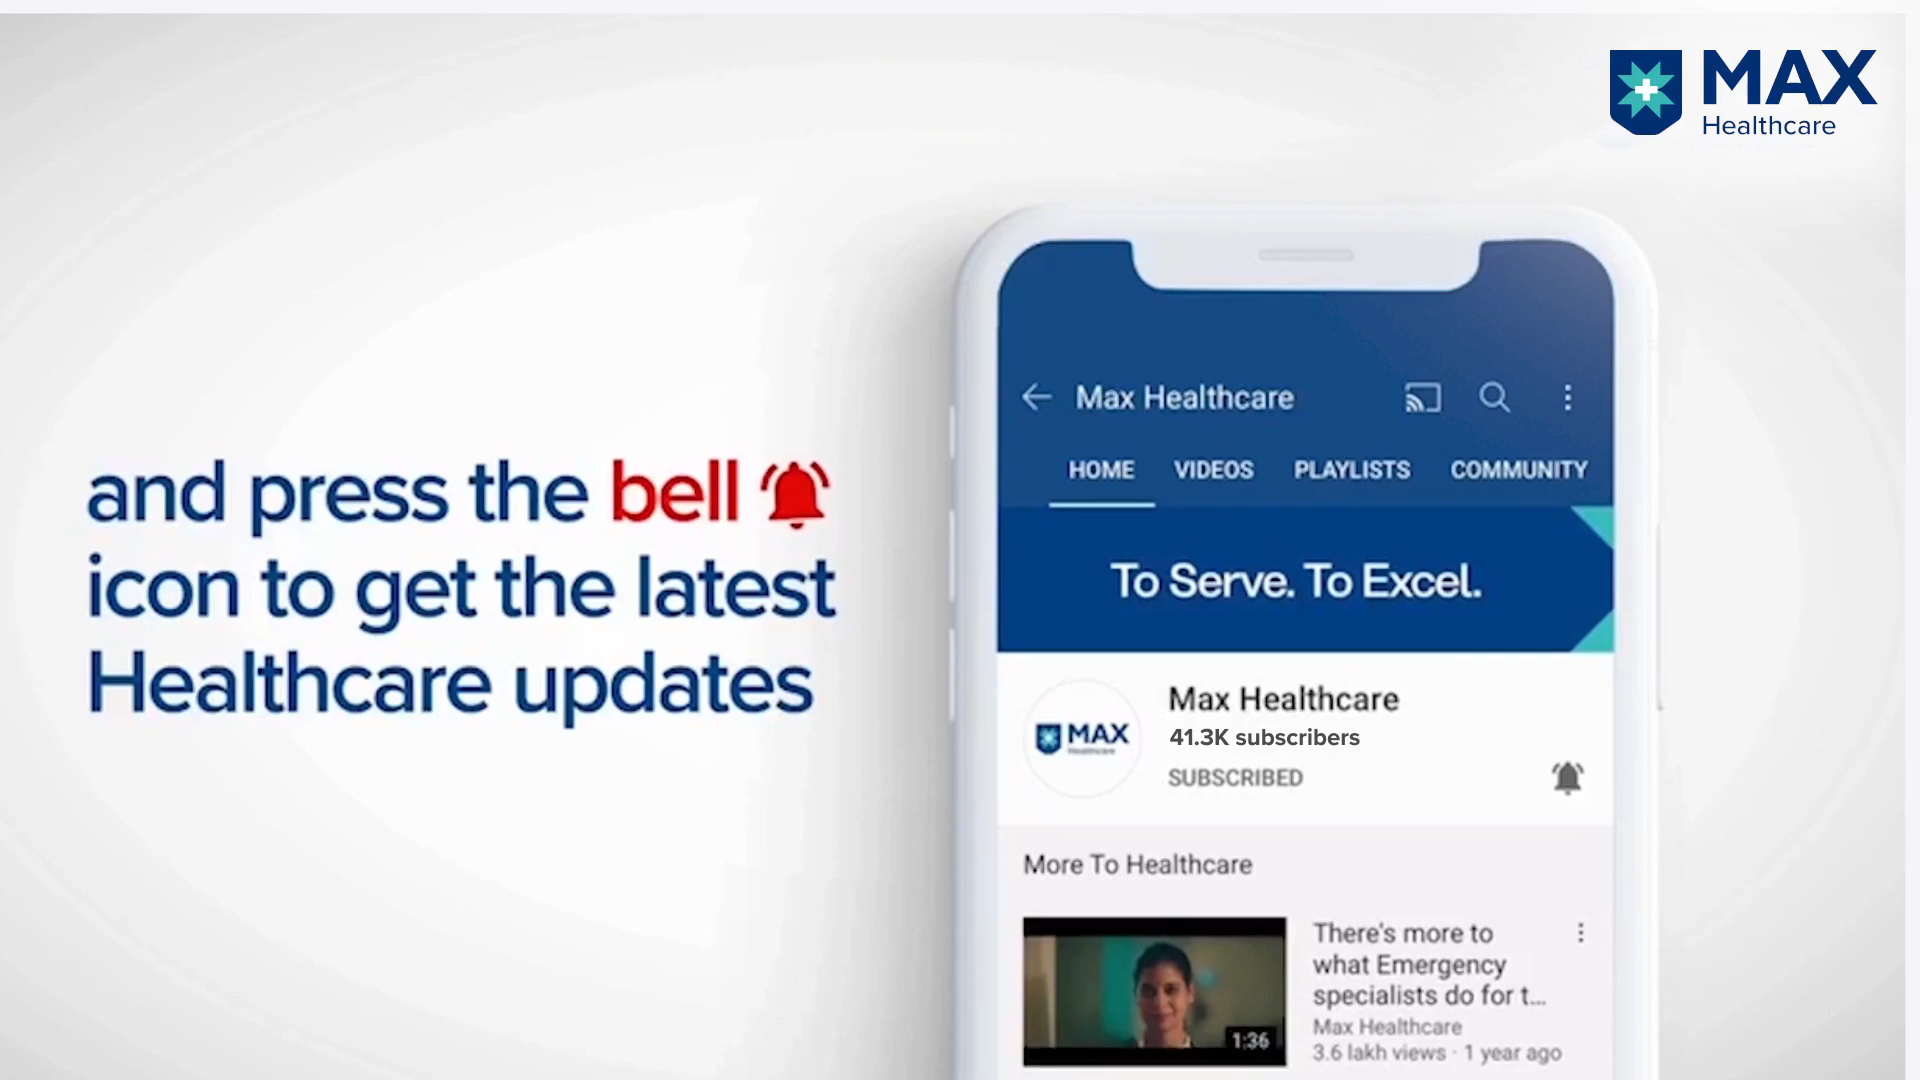 MAX
Healthcare
and press the bell
icon to get the latest
Healthcare updates
Max Healthcare
HOME VIDEOS PLAYLISTS COMMUNITY
To Serve. To Excel.
MAX
Healthcare
Max Healthcare
41.3K subscribers
SUBSCRIBED
More To Healthcare
1:36
There's more to
what Emergency
specialists do for t...
Max Healthcare
3.6 lakh views · 1 year ago